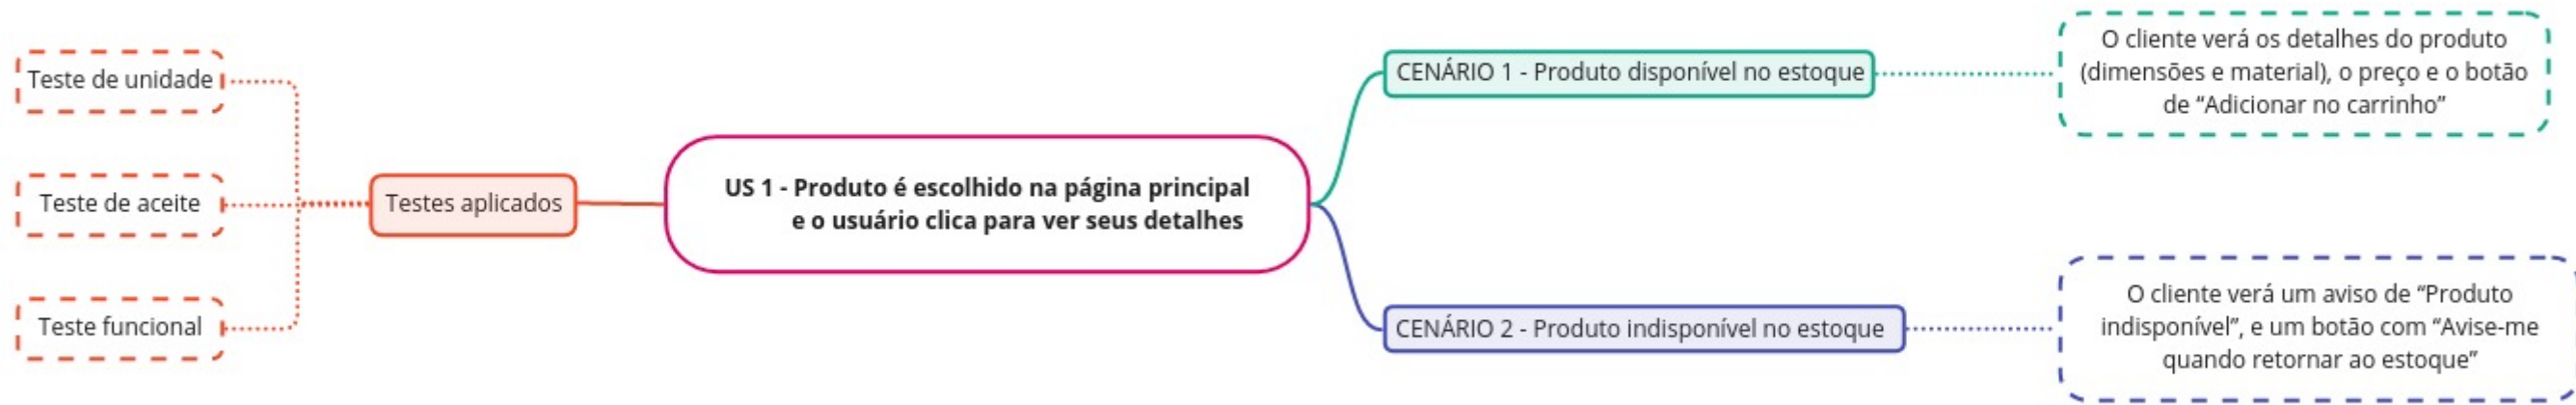 Teste de unidade
Teste de aceite
Teste funcional
Testes aplicados
US 1 - Produto é escolhido na página principal
e o usuário clica para ver seus detalhes
CENÁRIO 1 - Produto disponível no estoque
O cliente verá os detalhes do produto
(dimensões e material), o preço e o botão
de “Adicionar no carrinho”
CENÁRIO 2 - Produto indisponível no estoque
O cliente verá um aviso de “Produto
indisponível”, e um botão com “Avise-me
quando retornar ao estoque”